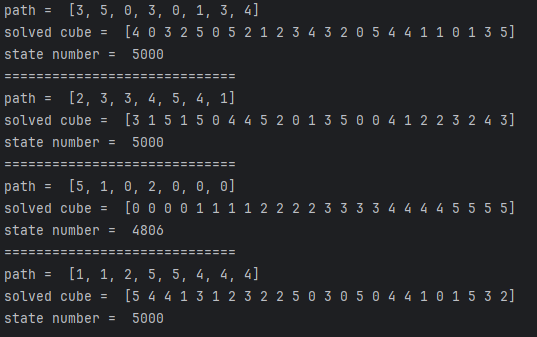 path =  [3, 5, 0, 3, 0, 1, 3, 4]
solved cube =  [4 0 3 2 5 0 5 2 1 2 3 4 3 2 0 5 4 4 1 1 0 1 3 5]
state number =  5000
=============================
path =  [2, 3, 3, 4, 5, 4, 1]
solved cube =  [3 1 5 1 5 0 4 4 5 2 0 1 3 5 0 0 4 1 2 2 3 2 4 3]
state number =  5000
=============================
path =  [5, 1, 0, 2, 0, 0, 0]
solved cube =  [0 0 0 0 1 1 1 1 2 2 2 2 3 3 3 3 4 4 4 4 5 5 5 5]
state number =  4806
=============================
path =  [1, 1, 2, 5, 5, 4, 4, 4]
solved cube =  [5 4 4 1 3 1 2 3 2 2 5 0 3 0 5 0 4 4 1 0 1 5 3 2]
state number =  5000